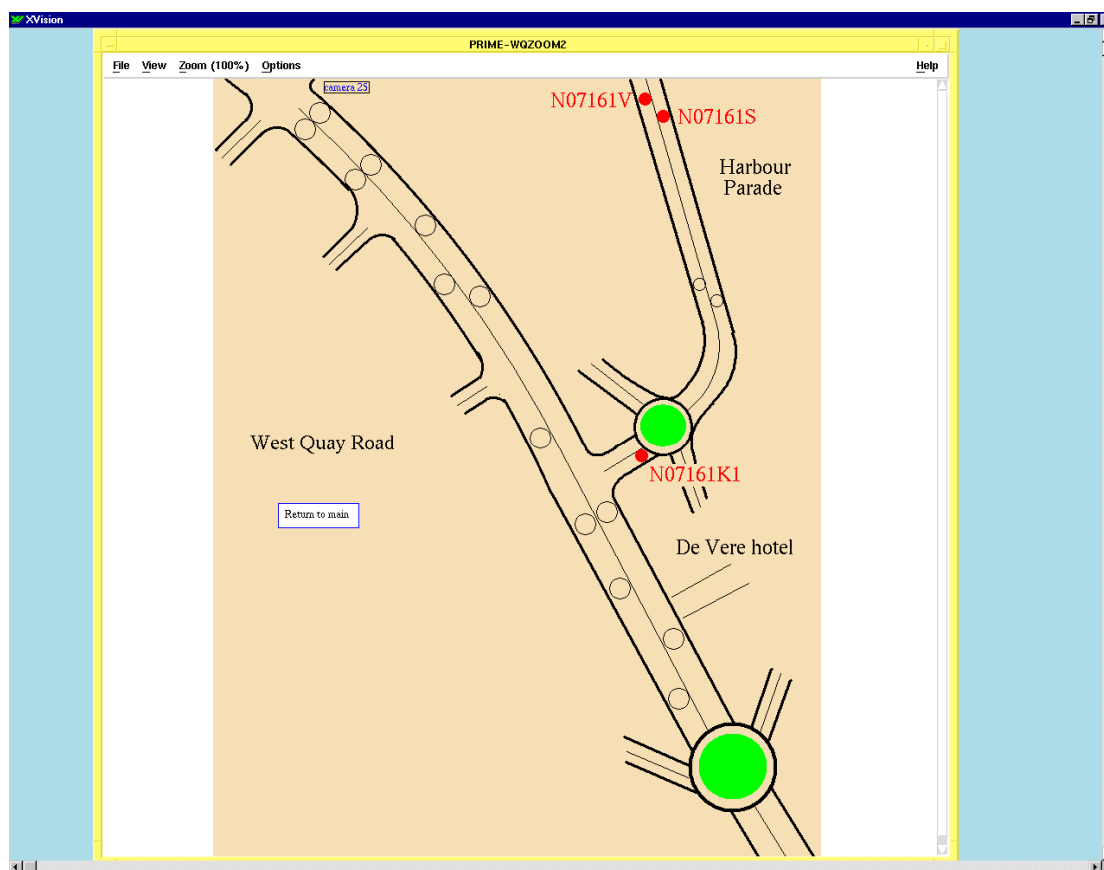 XVision
PRIME-WQZOOM2
File View Zoom (100%) Options Help
camera 25
N07161V
N07161S
Harbour
Parade
West Quay Road
N07161K1
Return to main
De Vere hotel